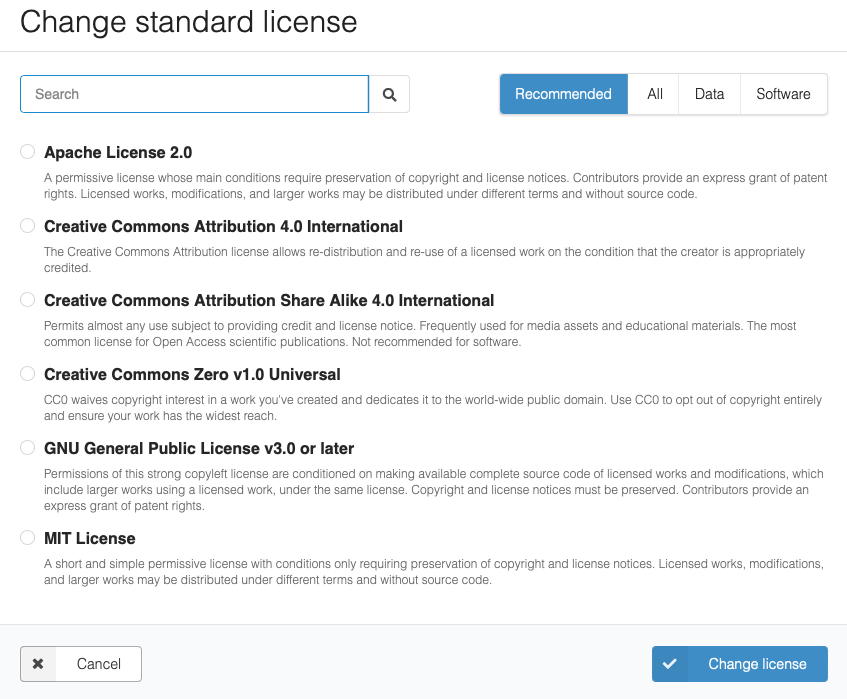 Change standard license
Search
Recommended All Data Software
Apache License 2.0
A permissive license whose main conditions require preservation of copyright and license notices. Contributors provide an express grant of patent
rights. Licensed works, modifications, and larger works may be distributed under different terms and without source code.
Creative Commons Attribution 4.0 International
The Creative Commons Attribution license allows re-distribution and re-use of a licensed work on the condition that the creator is appropriately
credited.
Creative Commons Attribution Share Alike 4.0 International
Permits almost any use subject to providing credit and license notice. Frequently used for media assets and educational materials. The most
common license for Open Access scientific publications. Not recommended for software.
Creative Commons Zero v1.0 Universal
CC0 waives copyright interest in a work you've created and dedicates it to the world-wide public domain. Use CC0 to opt out of copyright entirely
and ensure your work has the widest reach.
GNU General Public License v3.0 or later
Permissions of this strong copyleft license are conditioned on making available complete source code of licensed works and modifications, which
include larger works using a licensed work, under the same license. Copyright and license notices must be preserved. Contributors provide an
express grant of patent rights.
MIT License
A short and simple permissive license with conditions only requiring preservation of copyright and license notices. Licensed works, modifications,
and larger works may be distributed under different terms and without source code.
Cancel Change license